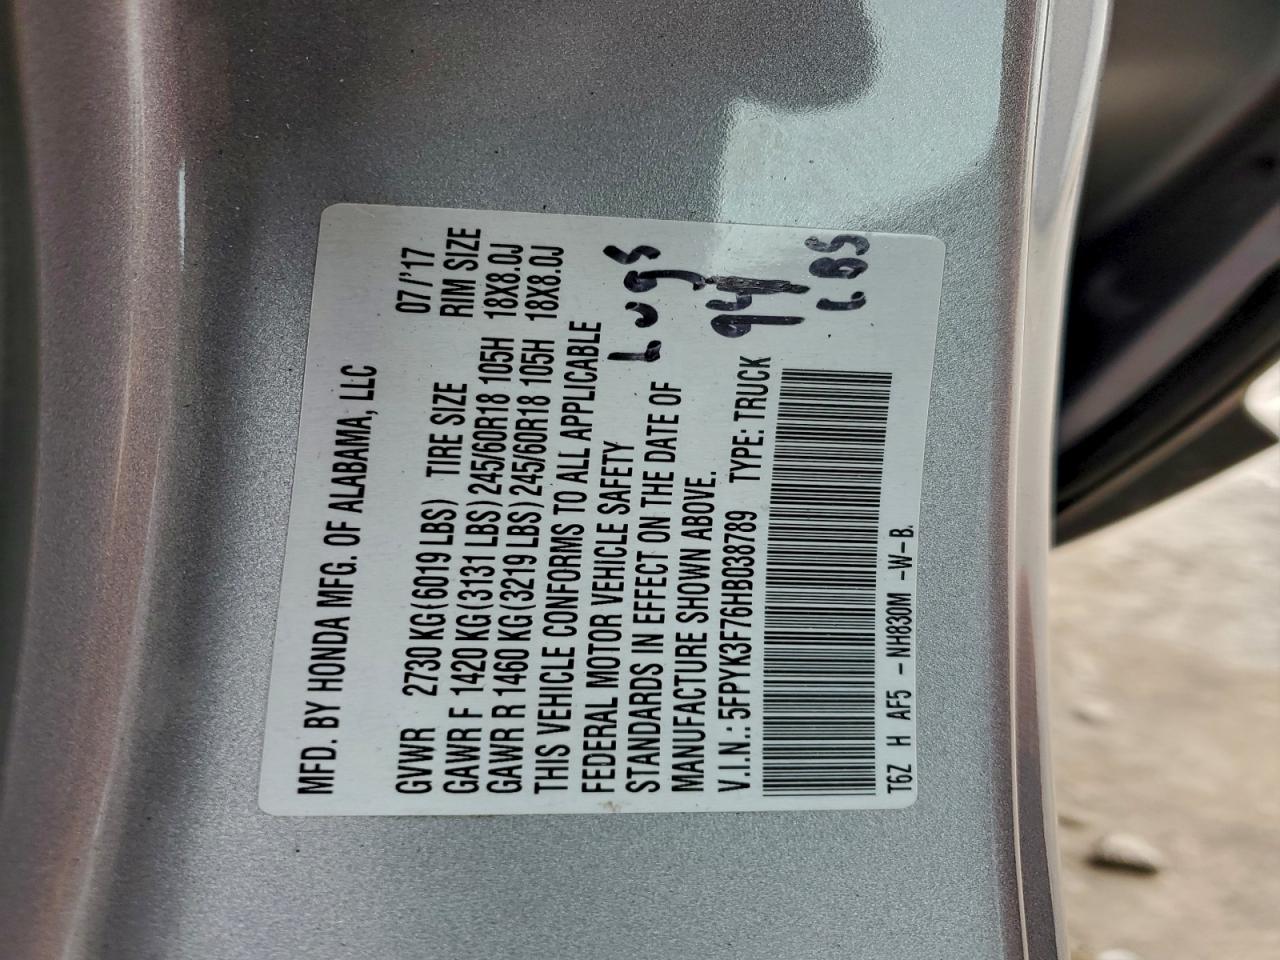 MFD. BY HONDA MFG. OF ALABAMA, LLC
07/'17
GVWR 2730 KG(6019 LBS) TIRE SIZE RIM SIZE
GAWR F 1420 KG(3131 LBS) 245/60R18 105H 18X8.0J
GAWR R 1460 KG(3219 LBS) 245/60R18 105H 18X8.0J
THIS VEHICLE CONFORMS TO ALL APPLICABLE
FEDERAL MOTOR VEHICLE SAFETY
STANDARDS IN EFFECT ON THE DATE OF
MANUFACTURE SHOWN ABOVE.
V.I.N.: 5FPYK3F76HB038789 TYPE: TRUCK
T6Z H AF5 - NH830M -W-B.
Lugs
94
LBS